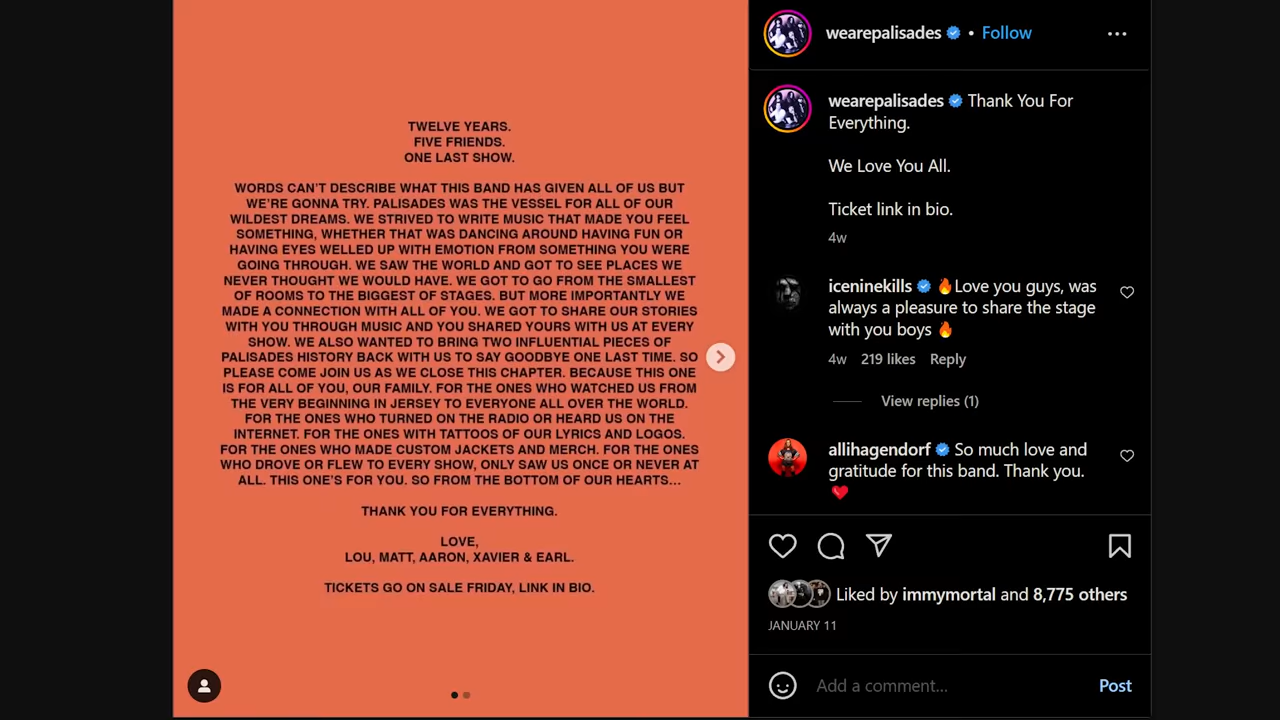 TWELVE YEARS.
FIVE FRIENDS.
ONE LAST SHOW.
WORDS CAN'T DESCRIBE WHAT THIS BAND HAS GIVEN ALL OF US BUT
WE'RE GONNA TRY. PALISADES WAS THE VESSEL FOR ALL OF OUR
WILDEST DREAMS. WE STRIVED TO WRITE MUSIC THAT MADE YOU FEEL
SOMETHING, WHETHER THAT WAS DANCING AROUND HAVING FUN OR
HAVING EYES WELLED UP WITH EMOTION FROM SOMETHING YOU WERE
GOING THROUGH. WE SAW THE WORLD AND GOT TO SEE PLACES WE
NEVER THOUGHT WE WOULD HAVE. WE GOT TO GO FROM THE SMALLEST
OF ROOMS TO THE BIGGEST OF STAGES. BUT MORE IMPORTANTLY WE
MADE A CONNECTION WITH ALL OF YOU. WE GOT TO SHARE OUR STORIES
WITH YOU THROUGH MUSIC AND YOU SHARED YOURS WITH US AT EVERY
SHOW. WE ALSO WANTED TO BRING TWO INFLUENTIAL PIECES OF
PALISADES HISTORY BACK WITH US TO SAY GOODBYE ONE LAST TIME. SO
PLEASE COME JOIN US AS WE CLOSE THIS CHAPTER. BECAUSE THIS ONE
IS FOR ALL OF YOU, OUR FAMILY. FOR THE ONES WHO WATCHED US FROM
THE VERY BEGINNING IN JERSEY TO EVERYONE ALL OVER THE WORLD.
FOR THE ONES WHO TURNED ON THE RADIO OR HEARD US ON THE
INTERNET. FOR THE ONES WITH TATTOOS OF OUR LYRICS AND LOGOS.
FOR THE ONES WHO MADE CUSTOM JACKETS AND MERCH. FOR THE ONES
WHO DROVE OR FLEW TO EVERY SHOW, ONLY SAW US ONCE OR NEVER AT
ALL. THIS ONE'S FOR YOU. SO FROM THE BOTTOM OF OUR HEARTS...
THANK YOU FOR EVERYTHING.
LOVE,
LOU, MATT, AARON, XAVIER & EARL.
TICKETS GO ON SALE FRIDAY, LINK IN BIO.
wearepalisades • Follow
wearepalisades Thank You For
Everything.
We Love You All.
Ticket link in bio.
4w
iceninekills 🔥Love you guys, was
always a pleasure to share the stage
with you boys 🔥
4w 219 likes Reply
View replies (1)
allihagendorf So much love and
gratitude for this band. Thank you.
❤️
Liked by immymortal and 8,775 others
JANUARY 11
Add a comment...
Post